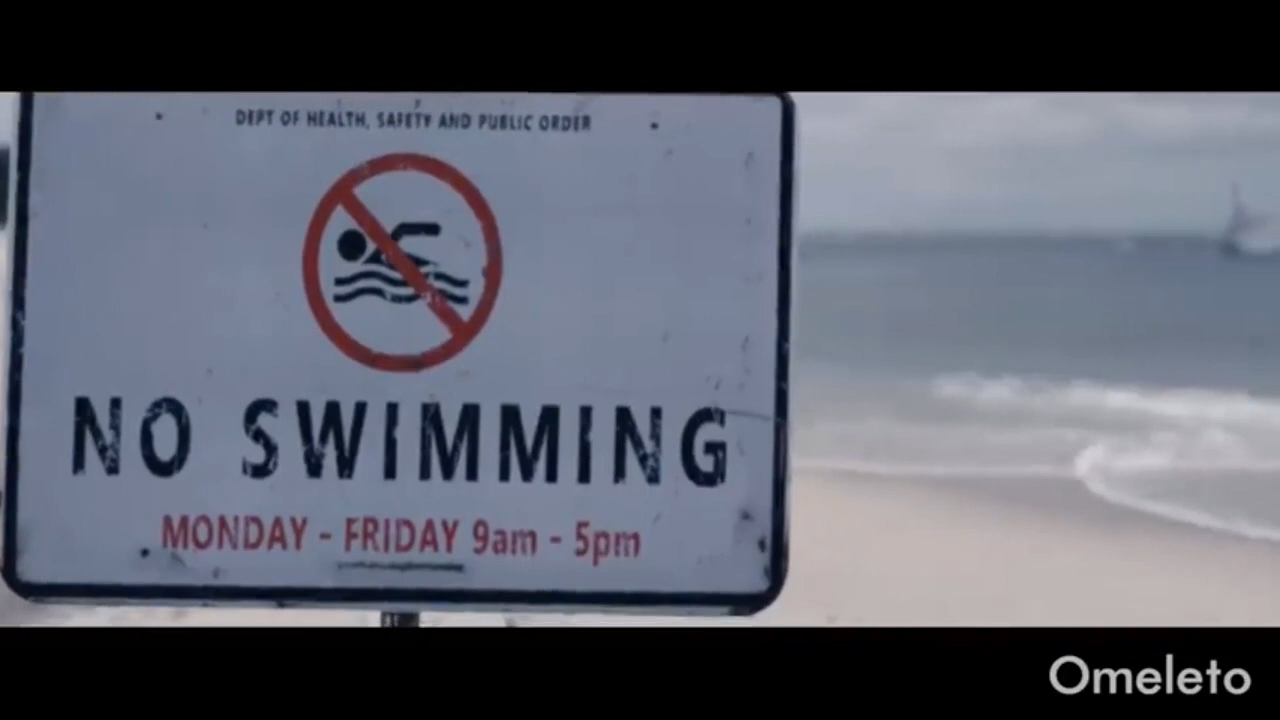 DEPT OF HEALTH, SAFETY AND PUBLIC ORDER
NO SWIMMING
MONDAY - FRIDAY 9am - 5pm
Omeleto